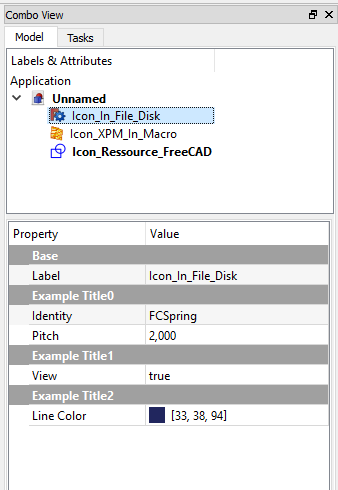 Combo View
Model Tasks
Labels & Attributes
Application
Unnamed
Icon_In_File_Disk
Icon_XPM_In_Macro
Icon_Ressource_FreeCAD
Property Value
Base
Label Icon_In_File_Disk
Example Title0
Identity FCSpring
Pitch 2,000
Example Title1
View true
Example Title2
Line Color [33, 38, 94]